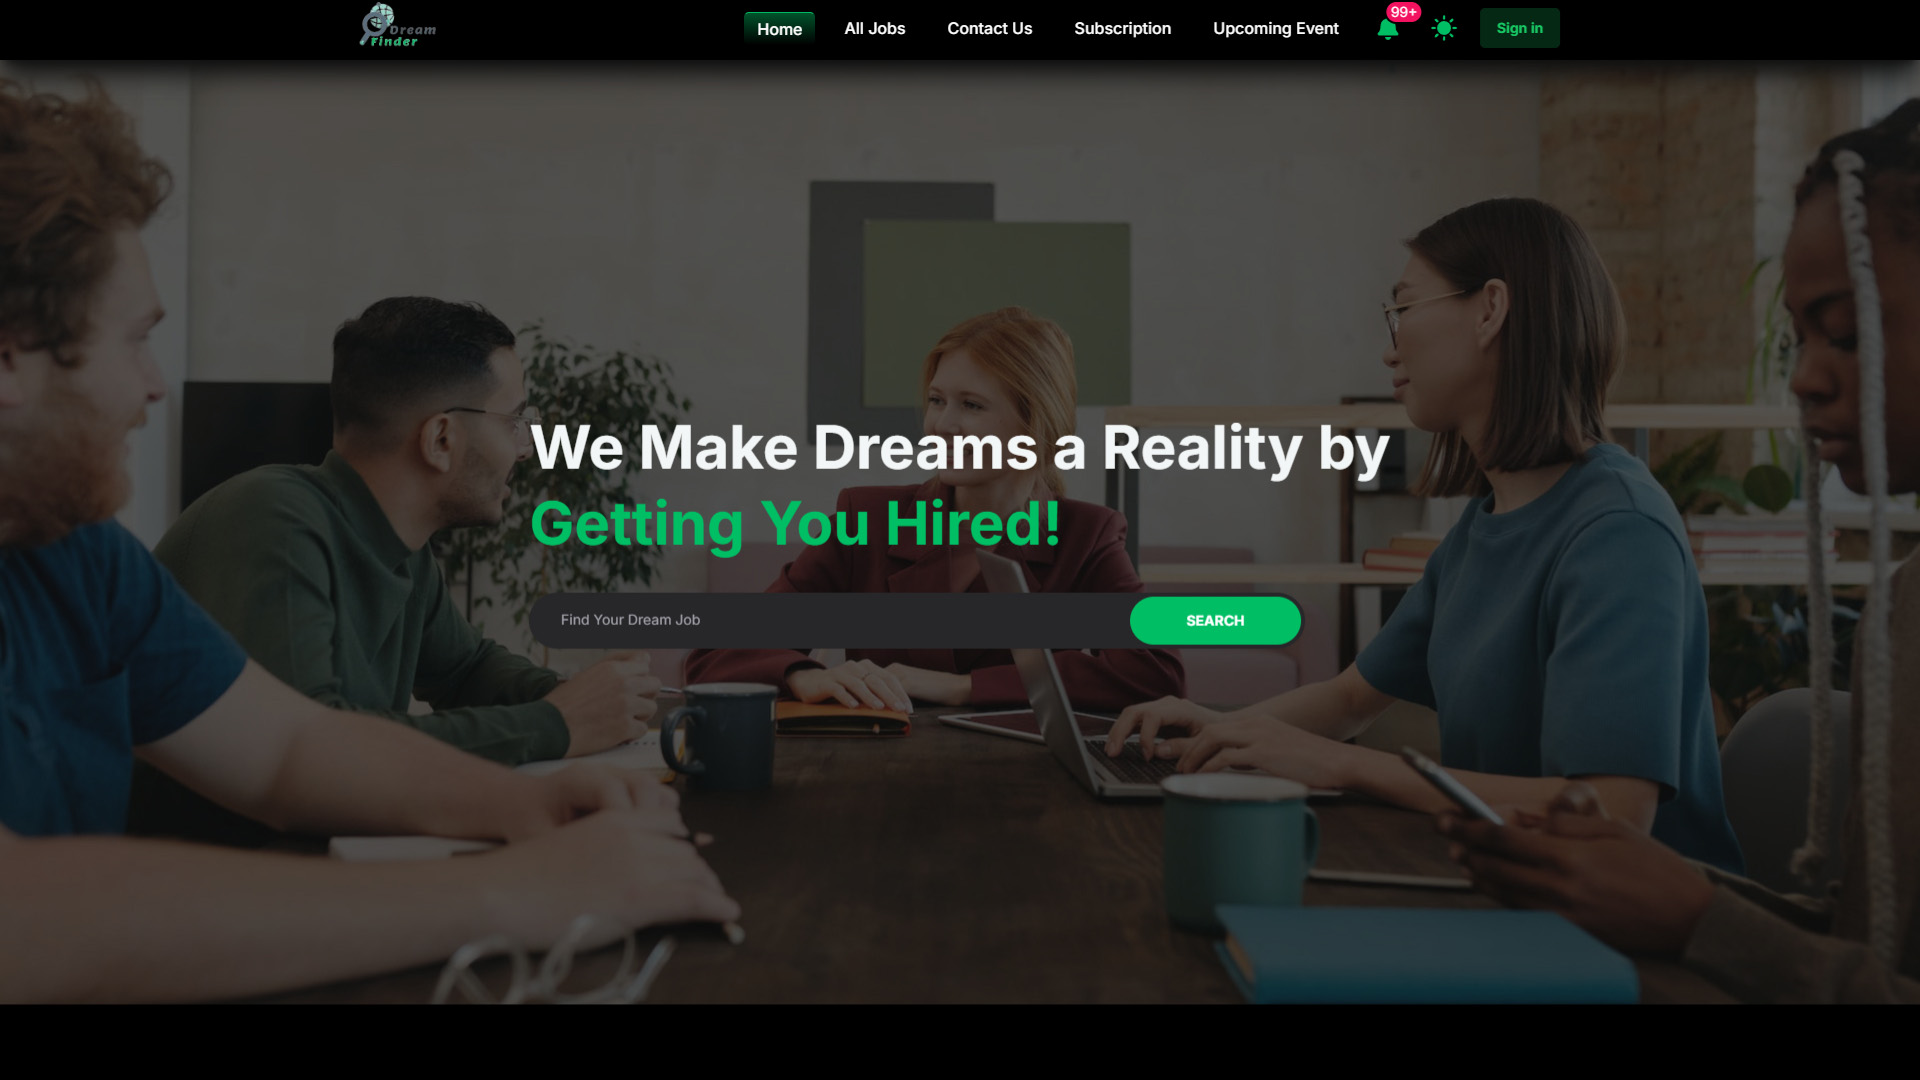 Dream
Finder
Home
All Jobs
Contact Us
Subscription
Upcoming Event
99+
Sign in
We Make Dreams a Reality by
Getting You Hired!
Find Your Dream Job
SEARCH